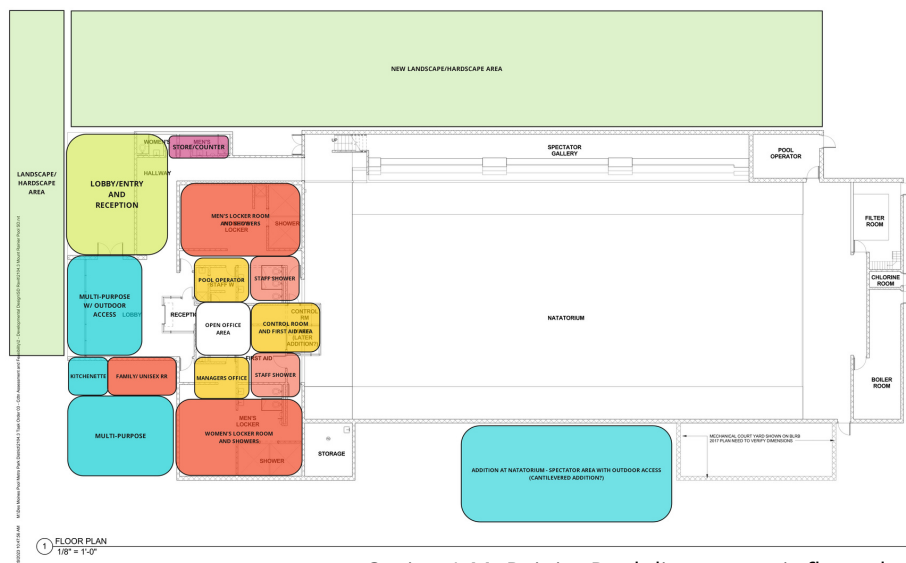 NEW LANDSCAPE/HARDSCAPE AREA
LANDSCAPE/
HARDSCAPE
AREA
WOMEN'S
MEN'S
STORE/COUNTER
UP
SPECTATOR
GALLERY
POOL
OPERATOR
HALLWAY
LOBBY/ENTRY
AND
RECEPTION
MEN'S LOCKER ROOM
AND SHOWERS
LOCKER
SHOWER
FILTER
ROOM
POOL OPERATOR
STAFF W
STAFF SHOWER
CHLORINE
ROOM
MULTI-PURPOSE
W/ OUTDOOR
ACCESS
LOBBY
RECEPTI
OPEN OFFICE
AREA
CONTROL
RM
CONTROL ROOM
AND FIRST AID AREA
(LATER
ADDITION?)
NATATORIUM
FIRST AID
KITCHENETTE
FAMILY/ UNISEX RR
MANAGERS OFFICE
STAFF SHOWER
BOILER
ROOM
MULTI-PURPOSE
MEN'S
LOCKER
WOMEN'S LOCKER ROOM
AND SHOWERS
SHOWER
STORAGE
MECHANICAL COURT YARD SHOWN ON BLRB
2017 PLAN NEED TO VERIFY DIMENSIONS
ADDITION AT NATATORIUM - SPECTATOR AREA WITH OUTDOOR ACCESS
(CANTILEVERED ADDITION?)
1
FLOOR PLAN
1/8" = 1'-0"